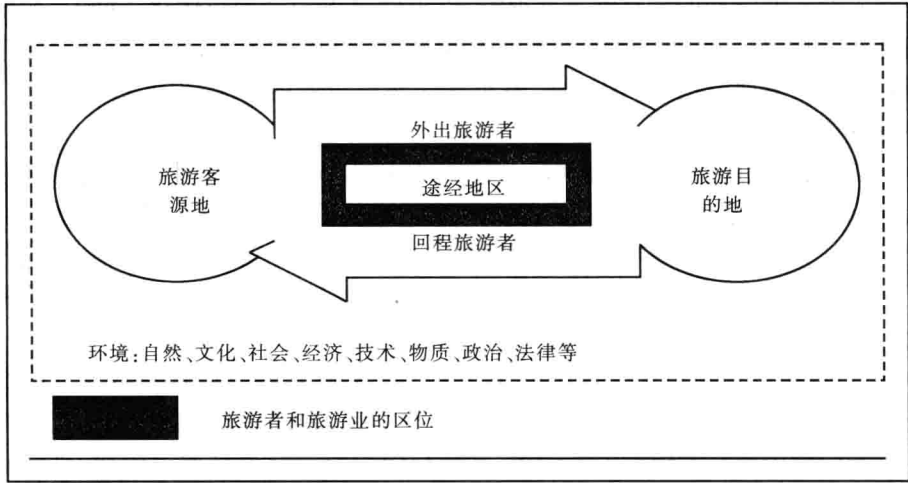 外出旅游者
旅游客
源地
途经地区
旅游目
的地
回程旅游者
环境:自然、文化、社会、经济、技术、物质、政治、法律等
旅游者和旅游业的区位